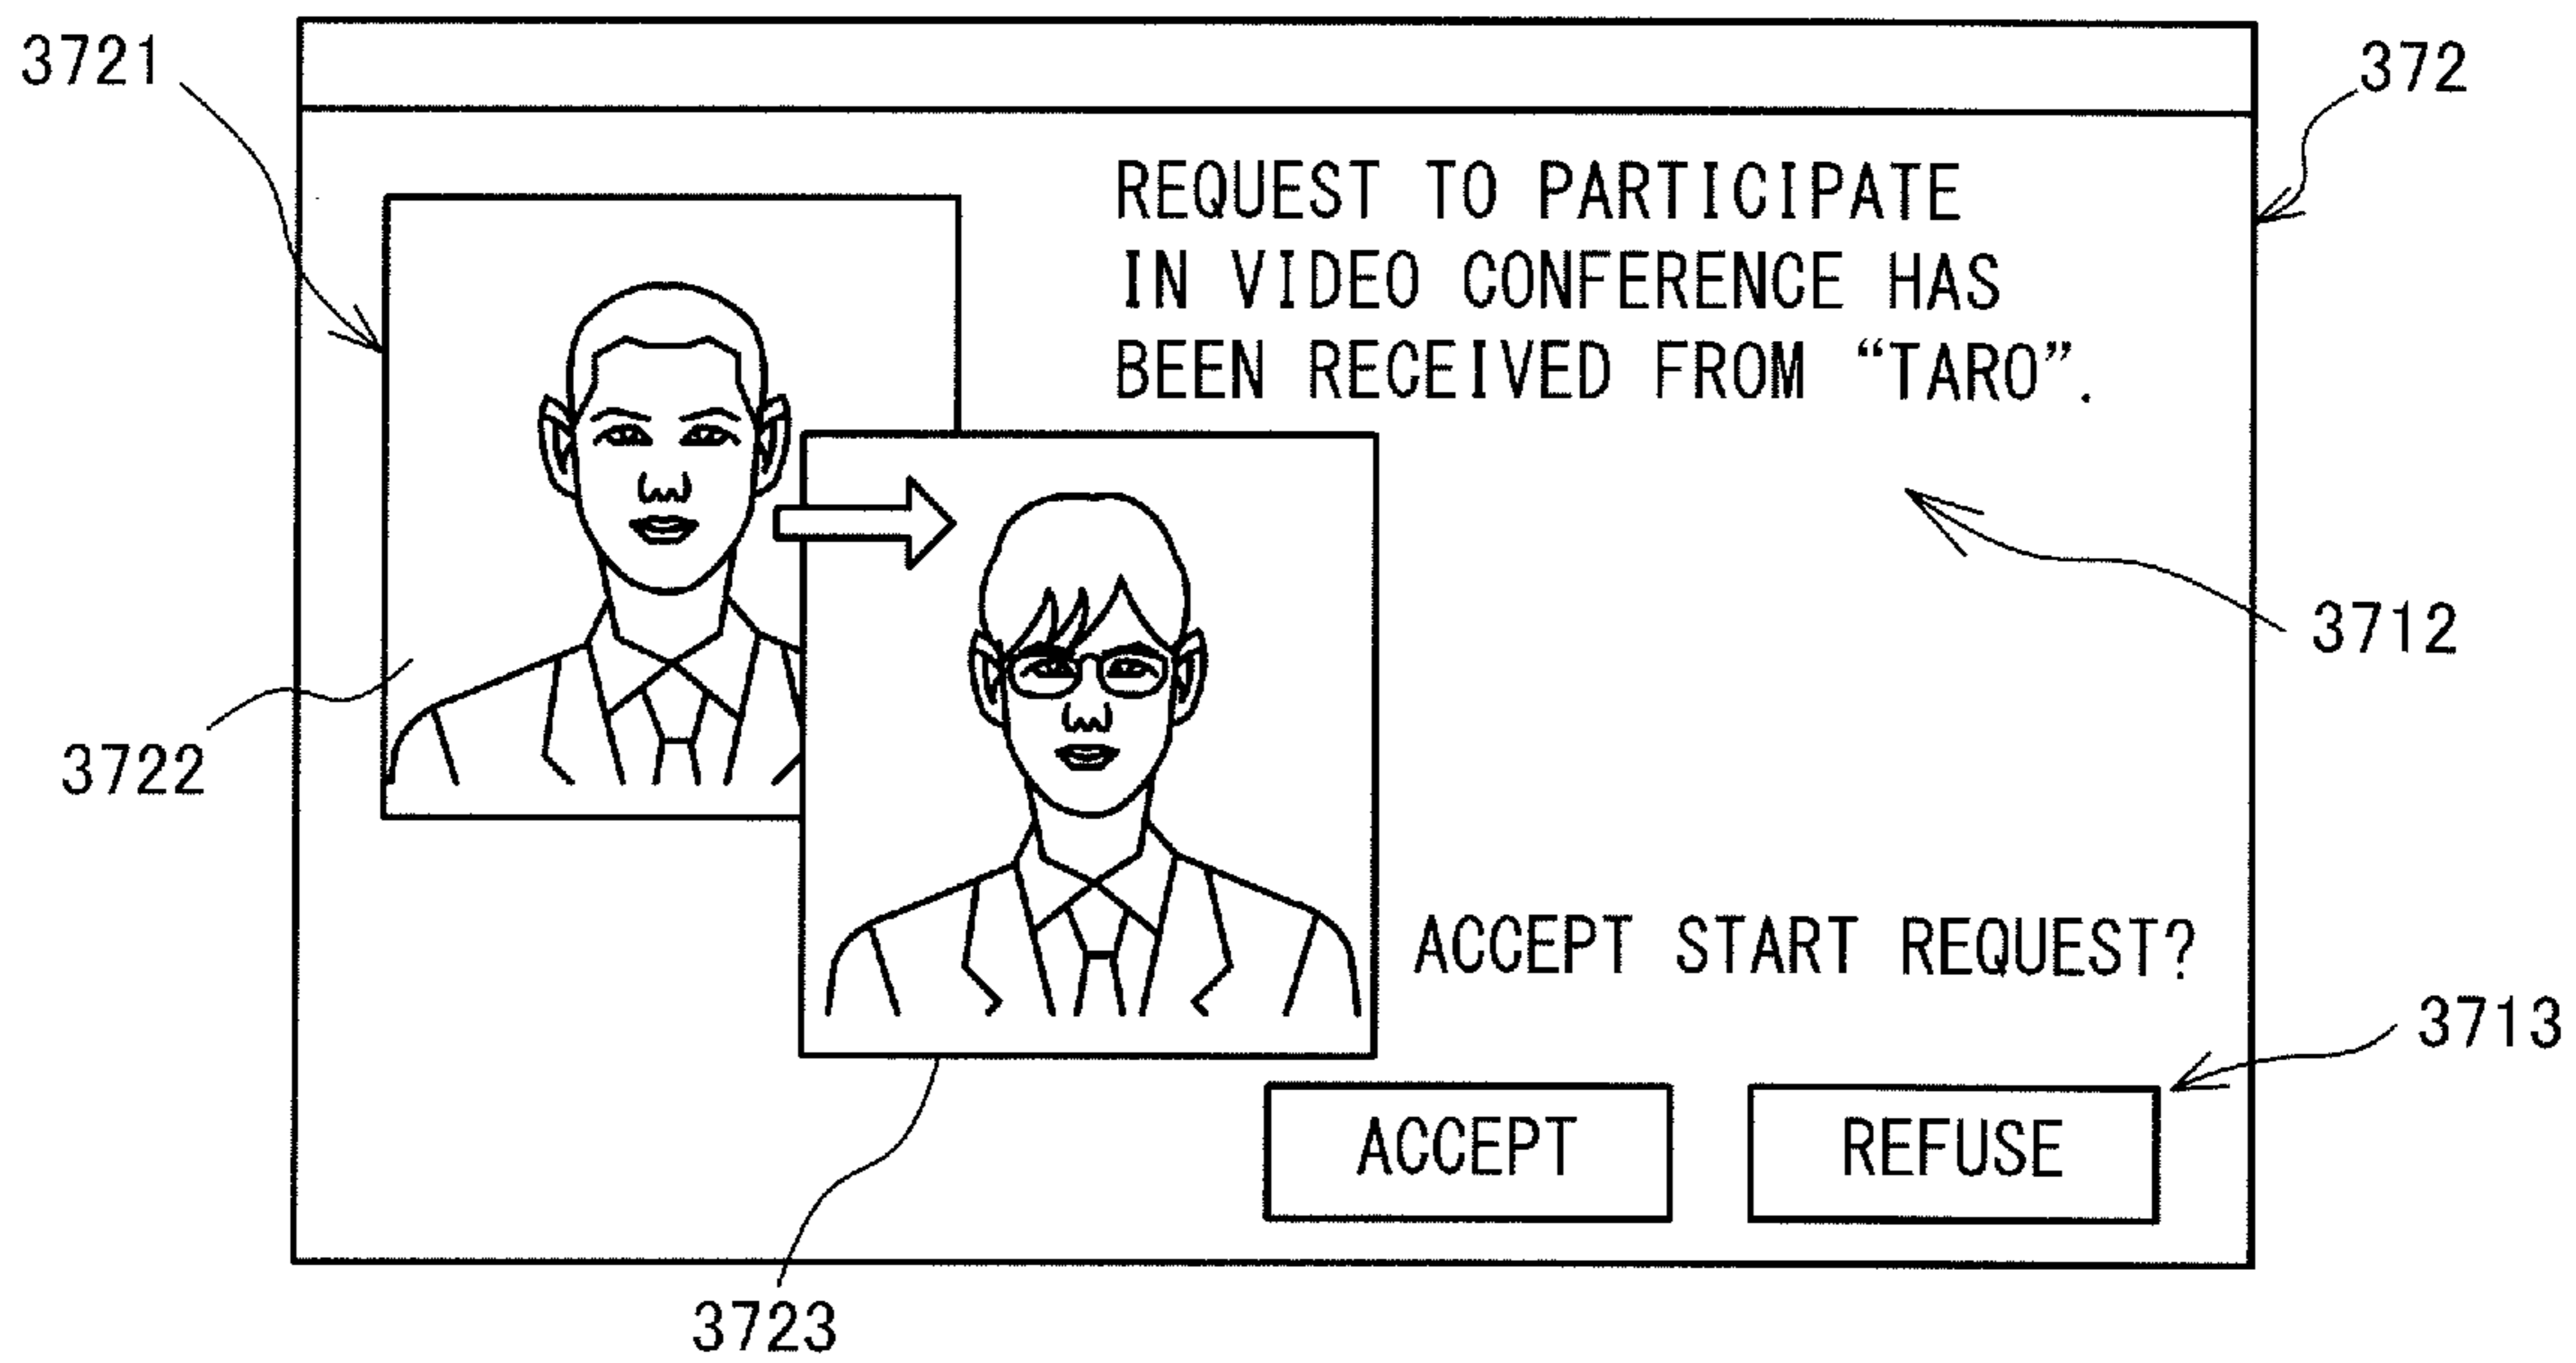 3721
372
REQUEST TO PARTICIPATE
IN VIDEO CONFERENCE HAS
BEEN RECEIVED FROM “TARO”.
3712
3722
ACCEPT START REQUEST?
3713
ACCEPT
REFUSE
3723